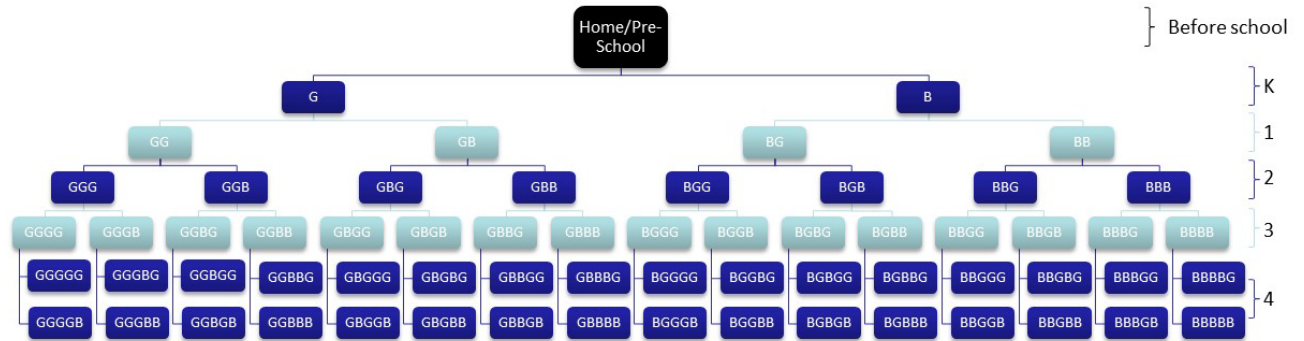 Home/Pre-
School
Before school
G
B
K
GG
GB
BG
BB
1
GGG
GGB
GBG
GBB
BGG
BGB
BBG
BBB
2
GGGG
GGGB
GGBG
GGBB
GBGG
GBGB
GBBG
GBBB
BGGG
BGGB
BGBG
BGBB
BBGG
BBGB
BBBG
BBBB
3
GGGGG
GGGBG
GGBGG
GGBBG
GBGGG
GBGBG
GBBGG
GBBBG
BGGGG
BGGBG
BGBGG
BGBBG
BBGGG
BBGBG
BBBGG
BBBBG
4
GGGGB
GGGBB
GGBGB
GGBBB
GBGGB
GBGBB
GBBGB
GBBBB
BGGGB
BGGBB
BGBGB
BGBBB
BBGGB
BBGBB
BBBGB
BBBBB